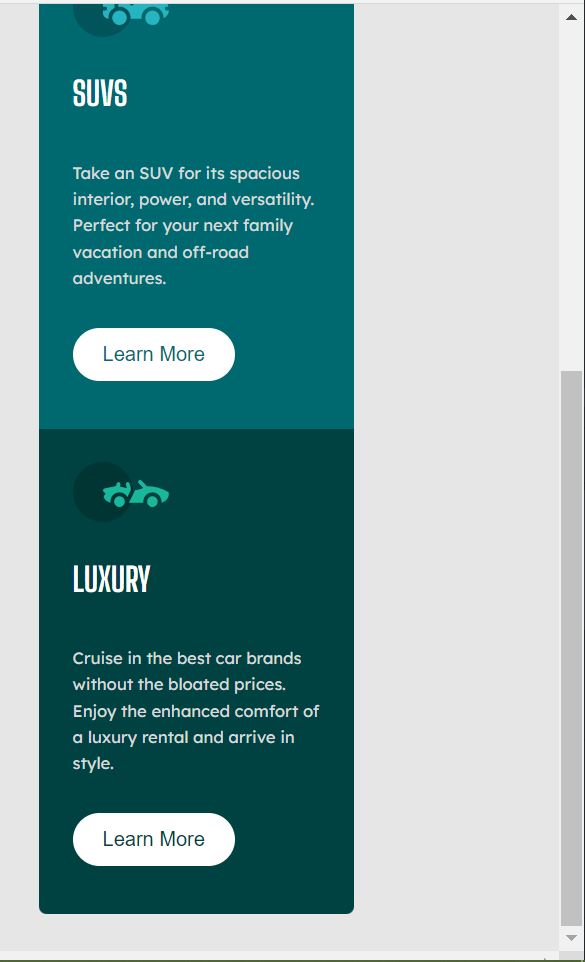 SUVS
Take an SUV for its spacious
interior, power, and versatility.
Perfect for your next family
vacation and off-road
adventures.
Learn More
LUXURY
Cruise in the best car brands
without the bloated prices.
Enjoy the enhanced comfort of
a luxury rental and arrive in
style.
Learn More